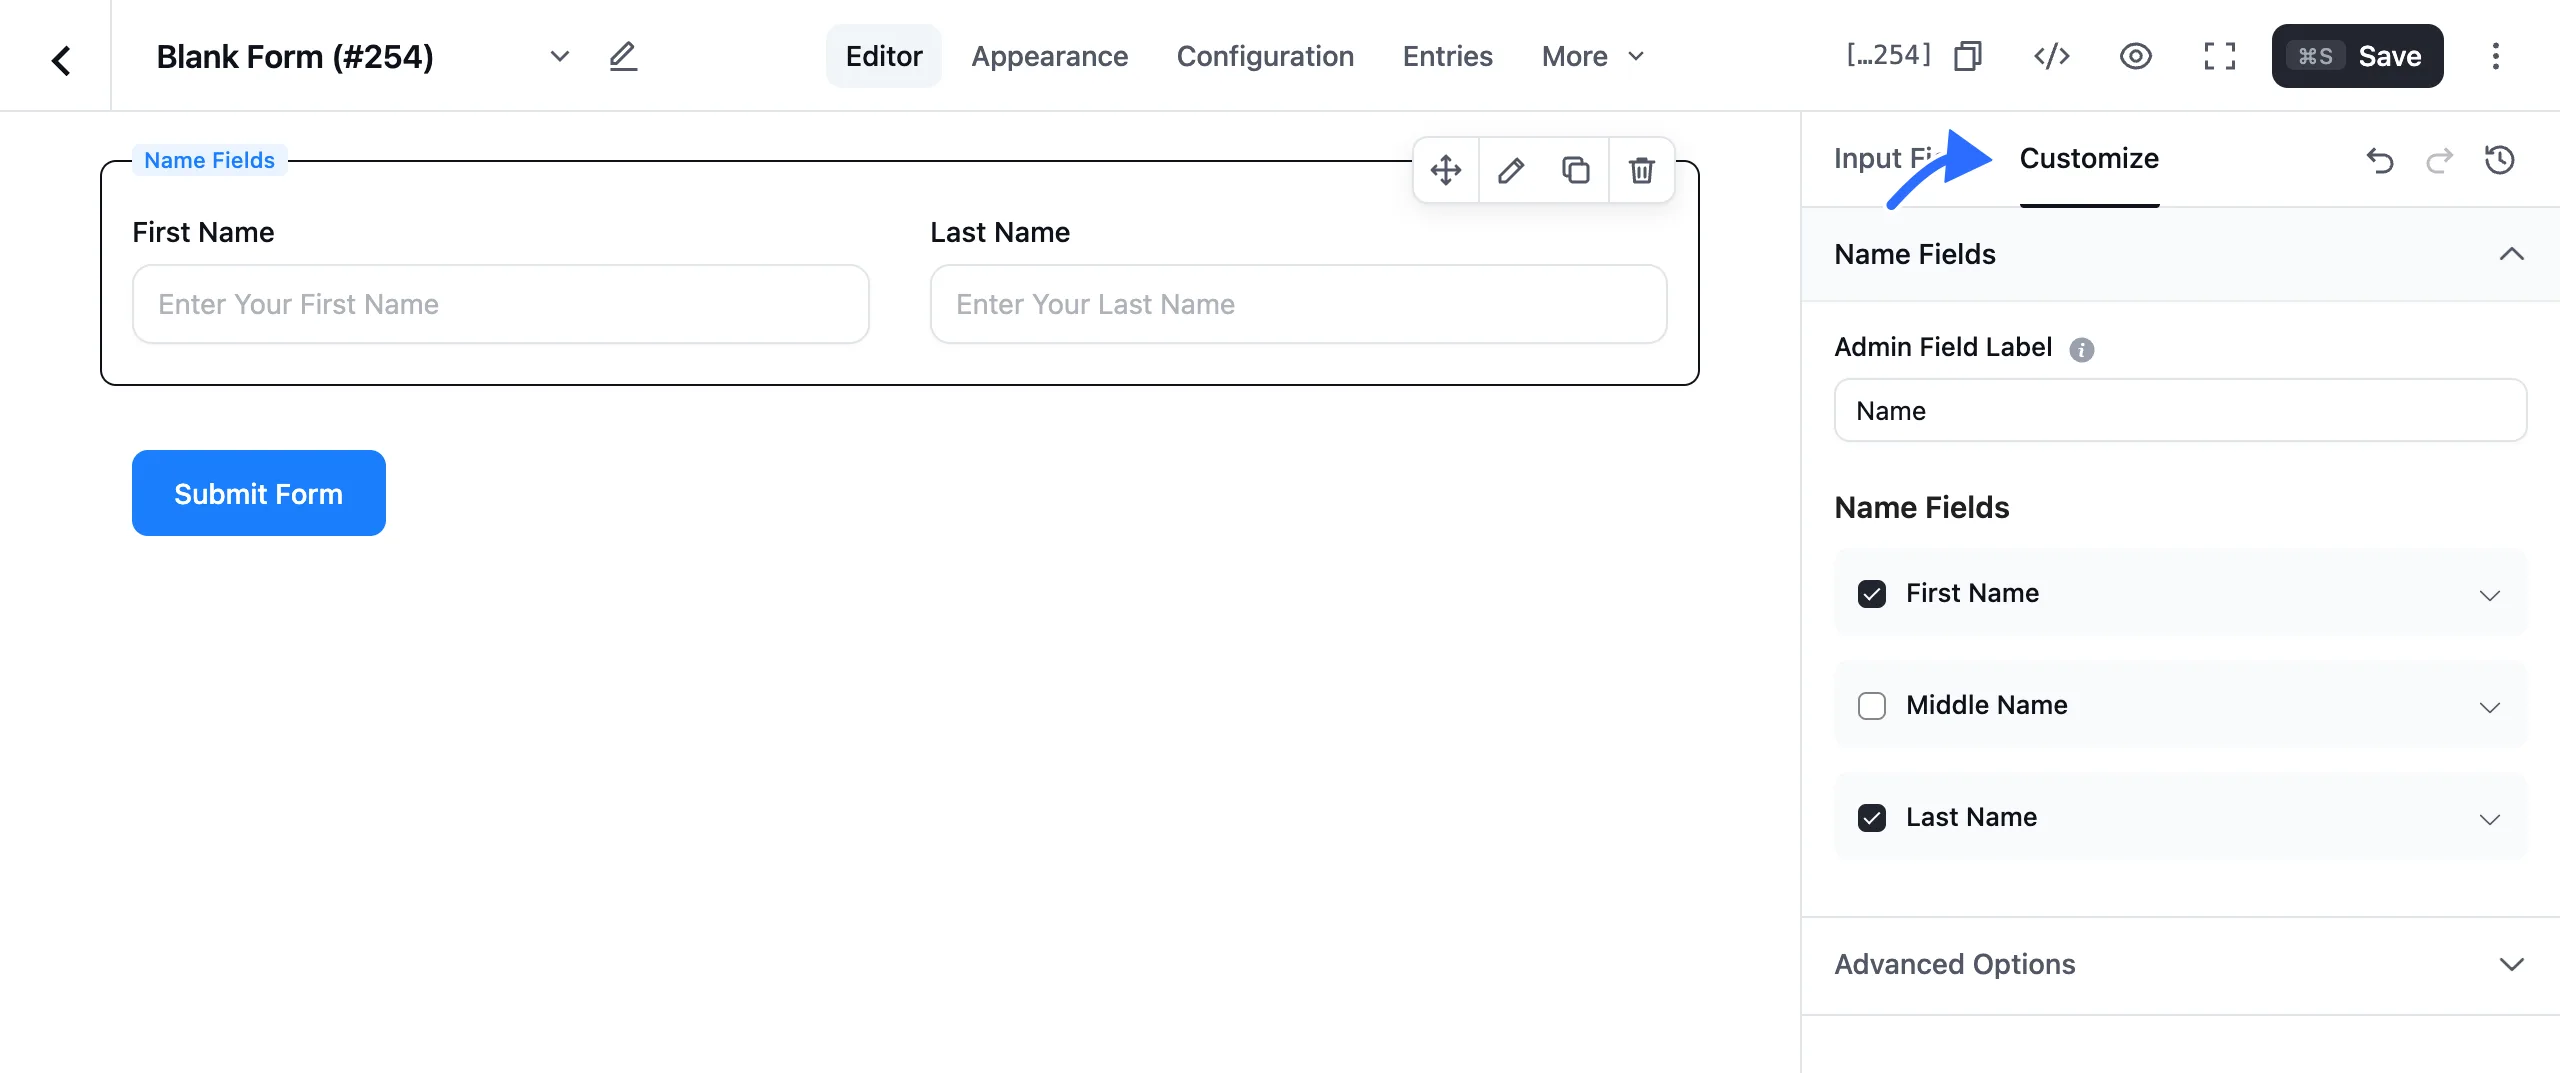 Blank Form (#254)
Editor
Appearance
Configuration
Entries
More
[...254]
⌘S Save
Name Fields
First Name
Last Name
Enter Your First Name
Enter Your Last Name
Submit Form
Input
Customize
Name Fields
Admin Field Label
Name
Name Fields
First Name
Middle Name
Last Name
Advanced Options